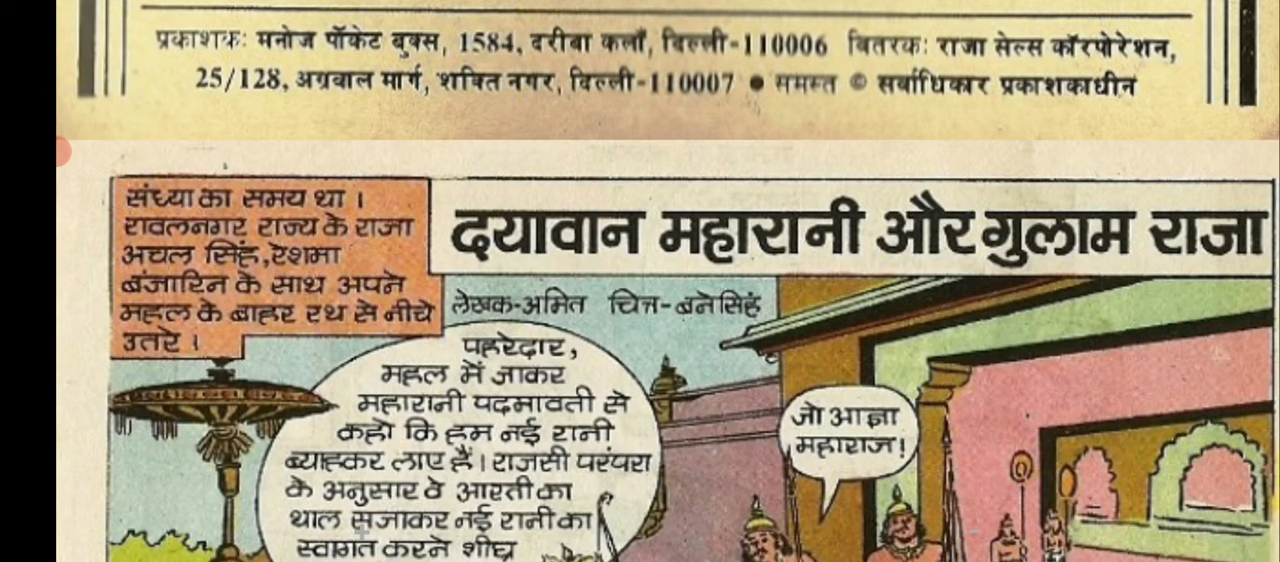 प्रकाशक: मनोज पॉकेट बुक्स, 1584, दरीबा कलाँ, दिल्ली-110006 वितरक: राजा सेल्स कॉरपोरेशन,
25/128, अग्रवाल मार्ग, शक्ति नगर, दिल्ली-110007 ● समस्त © सर्वाधिकार प्रकाशकाधीन
संध्या का समय था ।
रावलनगर राज्य के राजा
अचल सिंह, रेशमा
बंजारिन के साथ अपने
महल के बाहर रथ से नीचे
उतरे ।
दयावान महारानी और गुलाम राजा
लेखक-अमित चित्र-बनेसिंह
पहरेदार,
महल में जाकर
महारानी पदमावती से
कहो कि हम नई रानी
ब्याहकर लाए हैं । राजसी परंपरा
के अनुसार वे आरती का
थाल सजाकर नई रानी का
स्वागत करने शीघ्र
जो आज्ञा
महाराज !